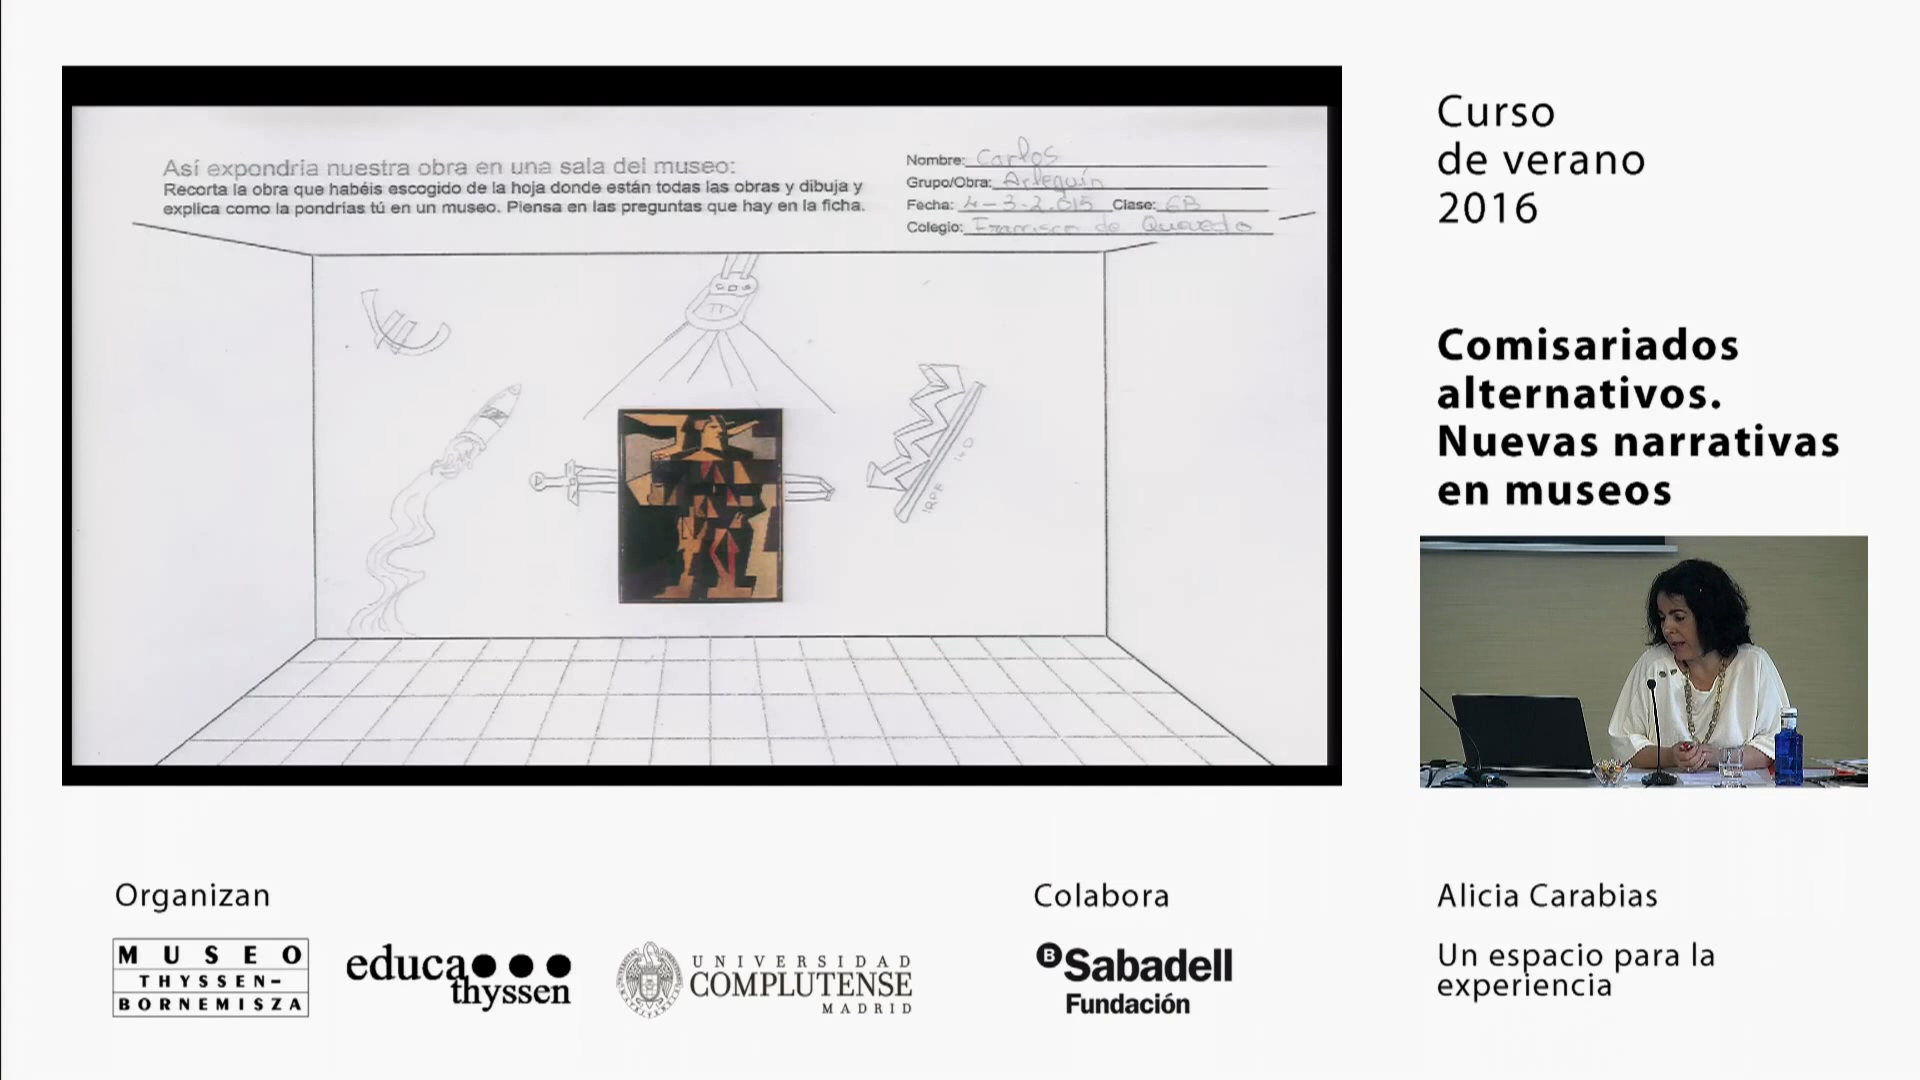 Así expondría nuestra obra en una sala del museo:
Recorta la obra que habéis escogido de la hoja donde están todas las obras y dibuja y
explica como la pondrías tú en un museo. Piensa en las preguntas que hay en la ficha.
Nombre: Carlos
Grupo/Obra: Arlequín
Fecha: 4-3-2.015 Clase: 6B
Colegio: Francisco de Quevedo
IRPF
Curso
de verano
2016
Comisariados
alternativos.
Nuevas narrativas
en museos
Organizan
MUSEO
THYSSEN-
BORNEMISZA
educa
thyssen
UNIVERSIDAD
COMPLUTENSE
MADRID
Colabora
B Sabadell
Fundación
Alicia Carabias
Un espacio para la
experiencia